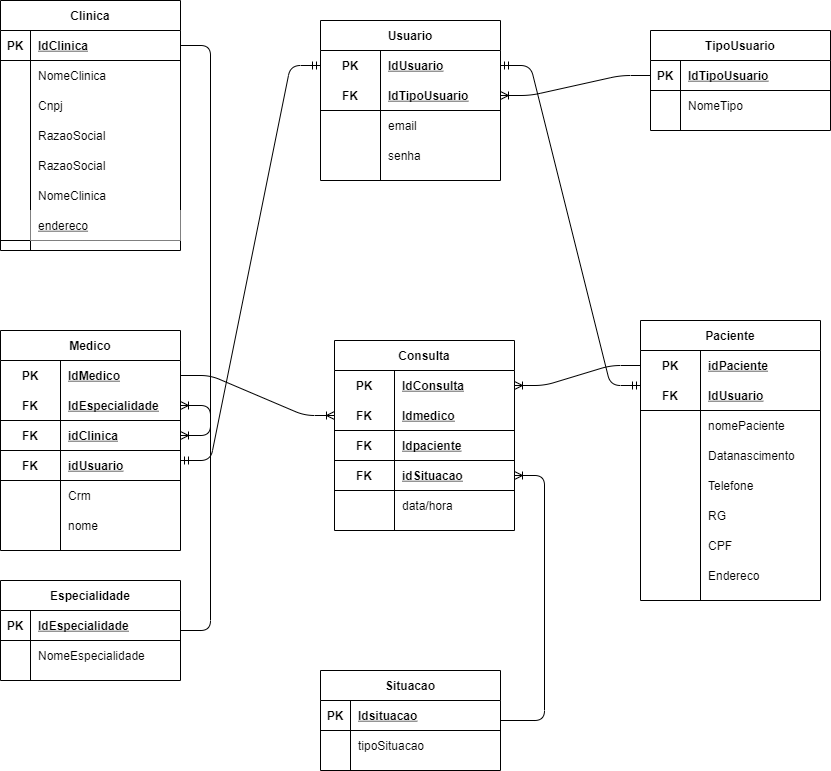 Clinica
PK IdClinica
NomeClinica
Cnpj
RazaoSocial
RazaoSocial
NomeClinica
endereco
Usuario
PK IdUsuario
FK IdTipoUsuario
email
senha
TipoUsuario
PK IdTipoUsuario
NomeTipo
Medico
PK IdMedico
FK IdEspecialidade
FK idClinica
FK idUsuario
Crm
nome
Consulta
PK IdConsulta
FK Idmedico
FK Idpaciente
FK idSituacao
data/hora
Paciente
PK idPaciente
FK IdUsuario
nomePaciente
Datanascimento
Telefone
RG
CPF
Endereco
Especialidade
PK IdEspecialidade
NomeEspecialidade
Situacao
PK Idsituacao
tipoSituacao